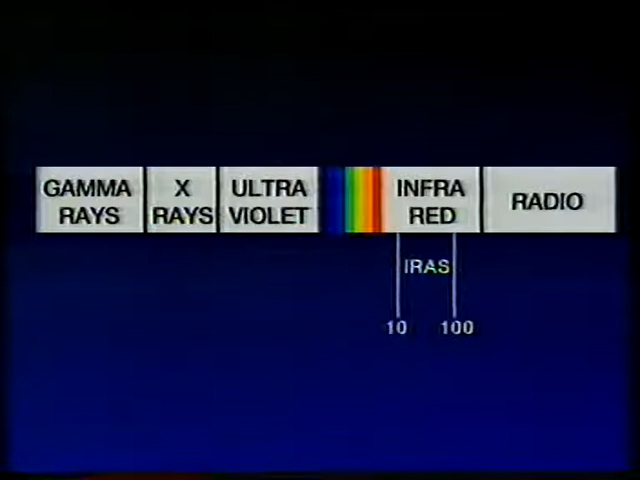 GAMMA
RAYS
X
RAYS
ULTRA
VIOLET
INFRA
RED
RADIO
IRAS
10
100